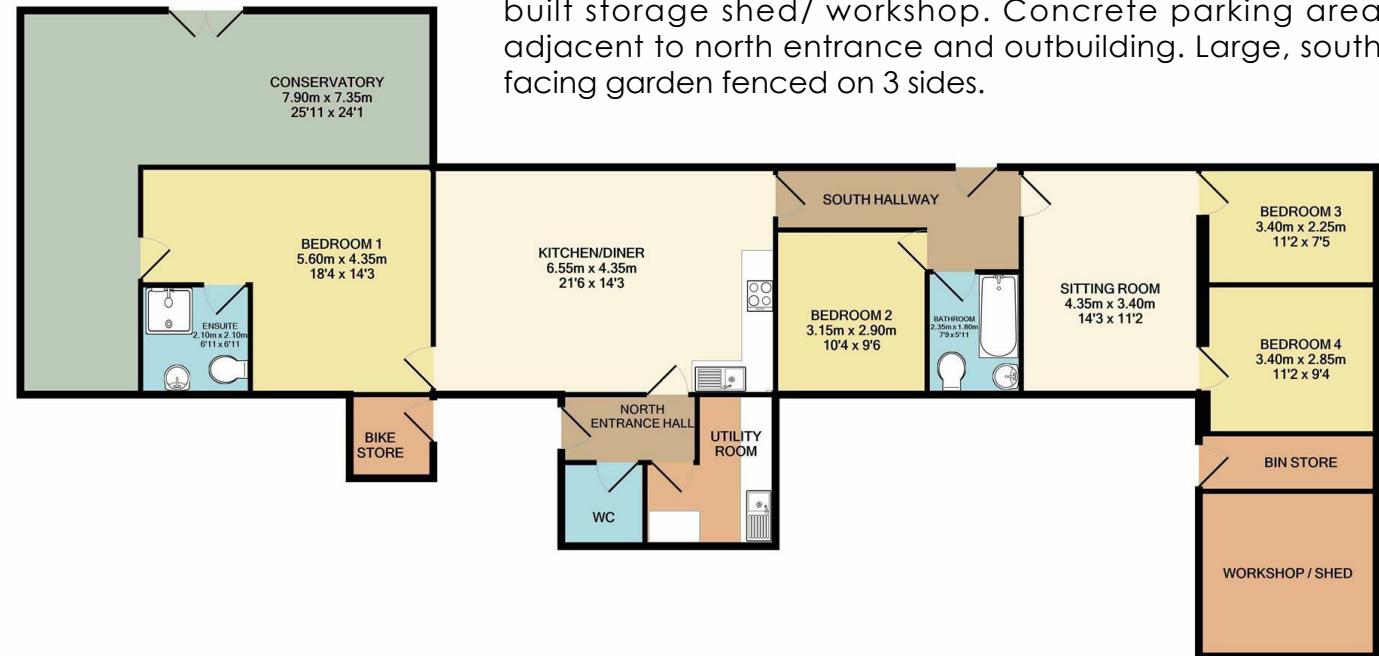 built storage shed/ workshop. Concrete parking area
adjacent to north entrance and outbuilding. Large, south
facing garden fenced on 3 sides.
CONSERVATORY
7.90m x 7.35m
25'11 x 24'1
BEDROOM 1
5.60m x 4.35m
18'4 x 14'3
ENSUITE
2.10m x 2.10m
6'11 x 6'11
KITCHEN/DINER
6.55m x 4.35m
21'6 x 14'3
SOUTH HALLWAY
BEDROOM 2
3.15m x 2.90m
10'4 x 9'6
BATHROOM
2.35m x 1.80m
7'9 x 5'11
SITTING ROOM
4.35m x 3.40m
14'3 x 11'2
BEDROOM 3
3.40m x 2.25m
11'2 x 7'5
BEDROOM 4
3.40m x 2.85m
11'2 x 9'4
BIKE
STORE
NORTH
ENTRANCE HALL
UTILITY
ROOM
WC
BIN STORE
WORKSHOP / SHED